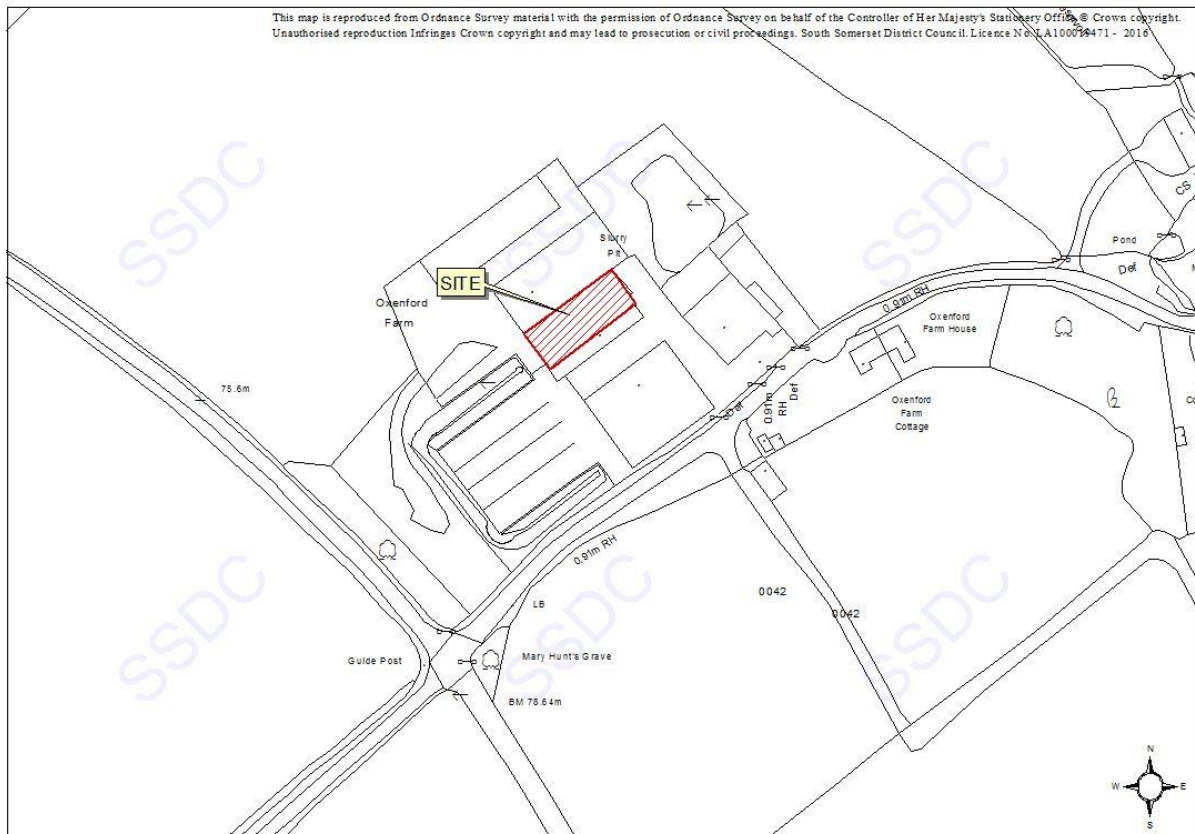 This map is reproduced from Ordnance Survey material with the permission of Ordnance Survey on behalf of the Controller of Her Majesty's Stationery Office © Crown copyright.
Unauthorised reproduction Infringes Crown copyright and may lead to prosecution or civil proceedings. South Somerset District Council. Licence No. - 2016
SSDC
SSDC
SSDC
CS
Slurry
Pit
Pond
Def
SITE
Oxenford
Farm
0.91m RH
Oxenford
Farm House
75.6m
Def
0.91m
RH
Def
Oxenford
Farm
Cottage
0.91m RH
SSDC
SSDC
SSDC
0042
0042
LB
Guide Post
Mary Hunt's Grave
BM 78.64m
N
W
E
S